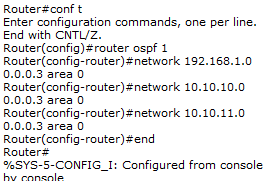 Router#conf t
Enter configuration commands, one per line.
End with CNTL/Z.
Router(config)#router ospf 1
Router(config-router)#network 192.168.1.0
0.0.0.3 area 0
Router(config-router)#network 10.10.10.0
0.0.0.3 area 0
Router(config-router)#network 10.10.11.0
0.0.0.3 area 0
Router(config-router)#end
Router#
%SYS-5-CONFIG_I: Configured from console
by console